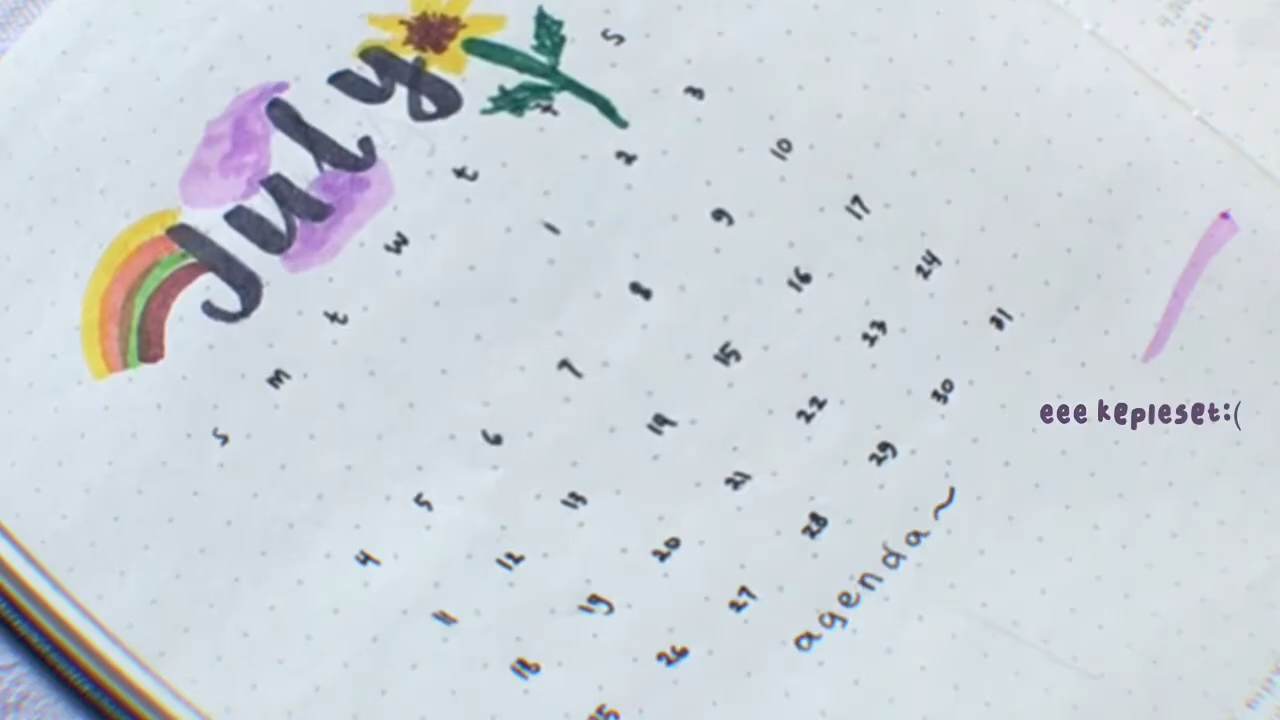 July
s m t w t f s
1 2 3
4 5 6 7 8 9 10
11 12 13 14 15 16 17
18 19 20 21 22 23 24
25 26 27 28 29 30 31
agenda ~
eee kepleset:(